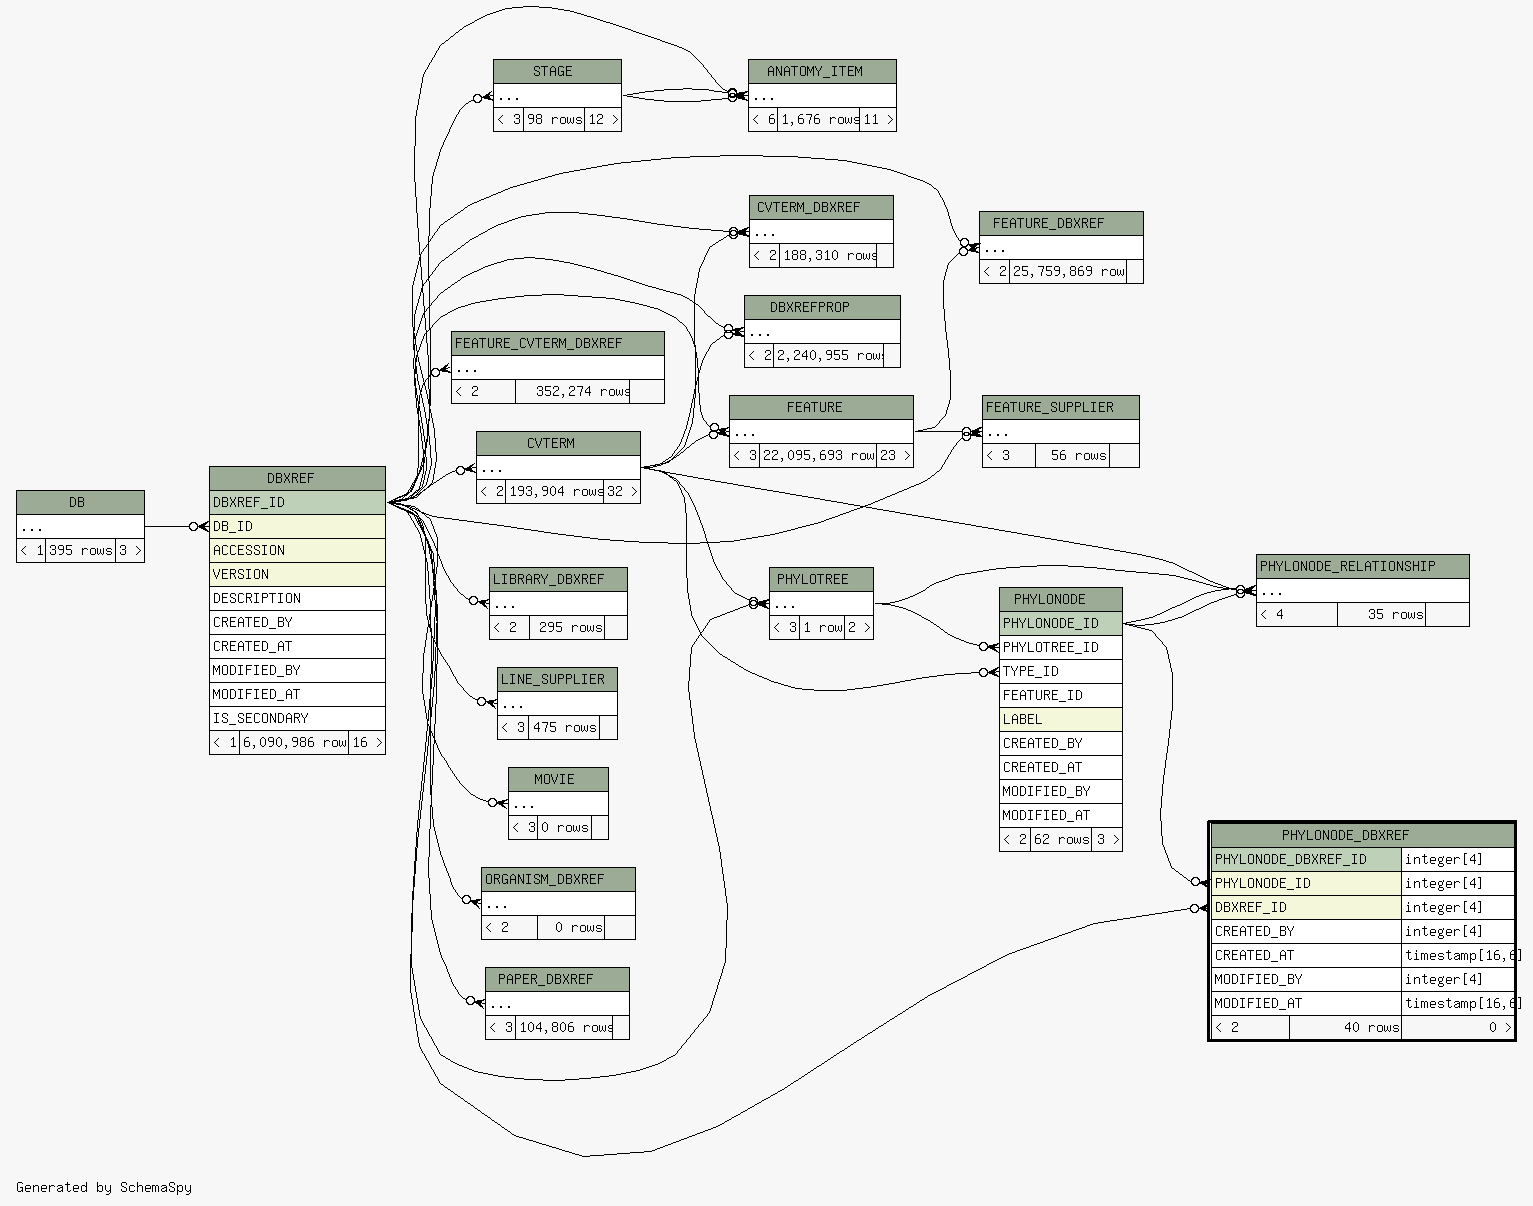 STAGE
...
< 3 98 rows 12 >
ANATOMY_ITEM
...
< 6 1,676 rows 11 >
CVTERM_DBXREF
...
< 2 188,310 rows
FEATURE_DBXREF
...
< 2 25,759,869 row
DBXREFPROP
...
< 2 2,240,955 rows
FEATURE_CVTERM_DBXREF
...
< 2 352,274 rows
FEATURE
...
< 3 22,095,693 row 23 >
FEATURE_SUPPLIER
...
< 3 56 rows
CVTERM
...
< 2 193,904 rows 32 >
DB
...
< 1 395 rows 3 >
DBXREF
DBXREF_ID
DB_ID
ACCESSION
VERSION
DESCRIPTION
CREATED_BY
CREATED_AT
MODIFIED_BY
MODIFIED_AT
IS_SECONDARY
< 1 6,090,986 row 16 >
LIBRARY_DBXREF
...
< 2 295 rows
PHYLOTREE
...
< 3 1 row 2 >
PHYLONODE
PHYLONODE_ID
PHYLOTREE_ID
TYPE_ID
FEATURE_ID
LABEL
CREATED_BY
CREATED_AT
MODIFIED_BY
MODIFIED_AT
< 2 62 rows 3 >
PHYLONODE_RELATIONSHIP
...
< 4 35 rows
LINE_SUPPLIER
...
< 3 475 rows
MOVIE
...
< 3 0 rows
ORGANISM_DBXREF
...
< 2 0 rows
PAPER_DBXREF
...
< 3 104,806 rows
PHYLONODE_DBXREF
PHYLONODE_DBXREF_ID integer[4]
PHYLONODE_ID integer[4]
DBXREF_ID integer[4]
CREATED_BY integer[4]
CREATED_AT timestamp[16,6]
MODIFIED_BY integer[4]
MODIFIED_AT timestamp[16,6]
< 2 40 rows 0 >
Generated by SchemaSpy